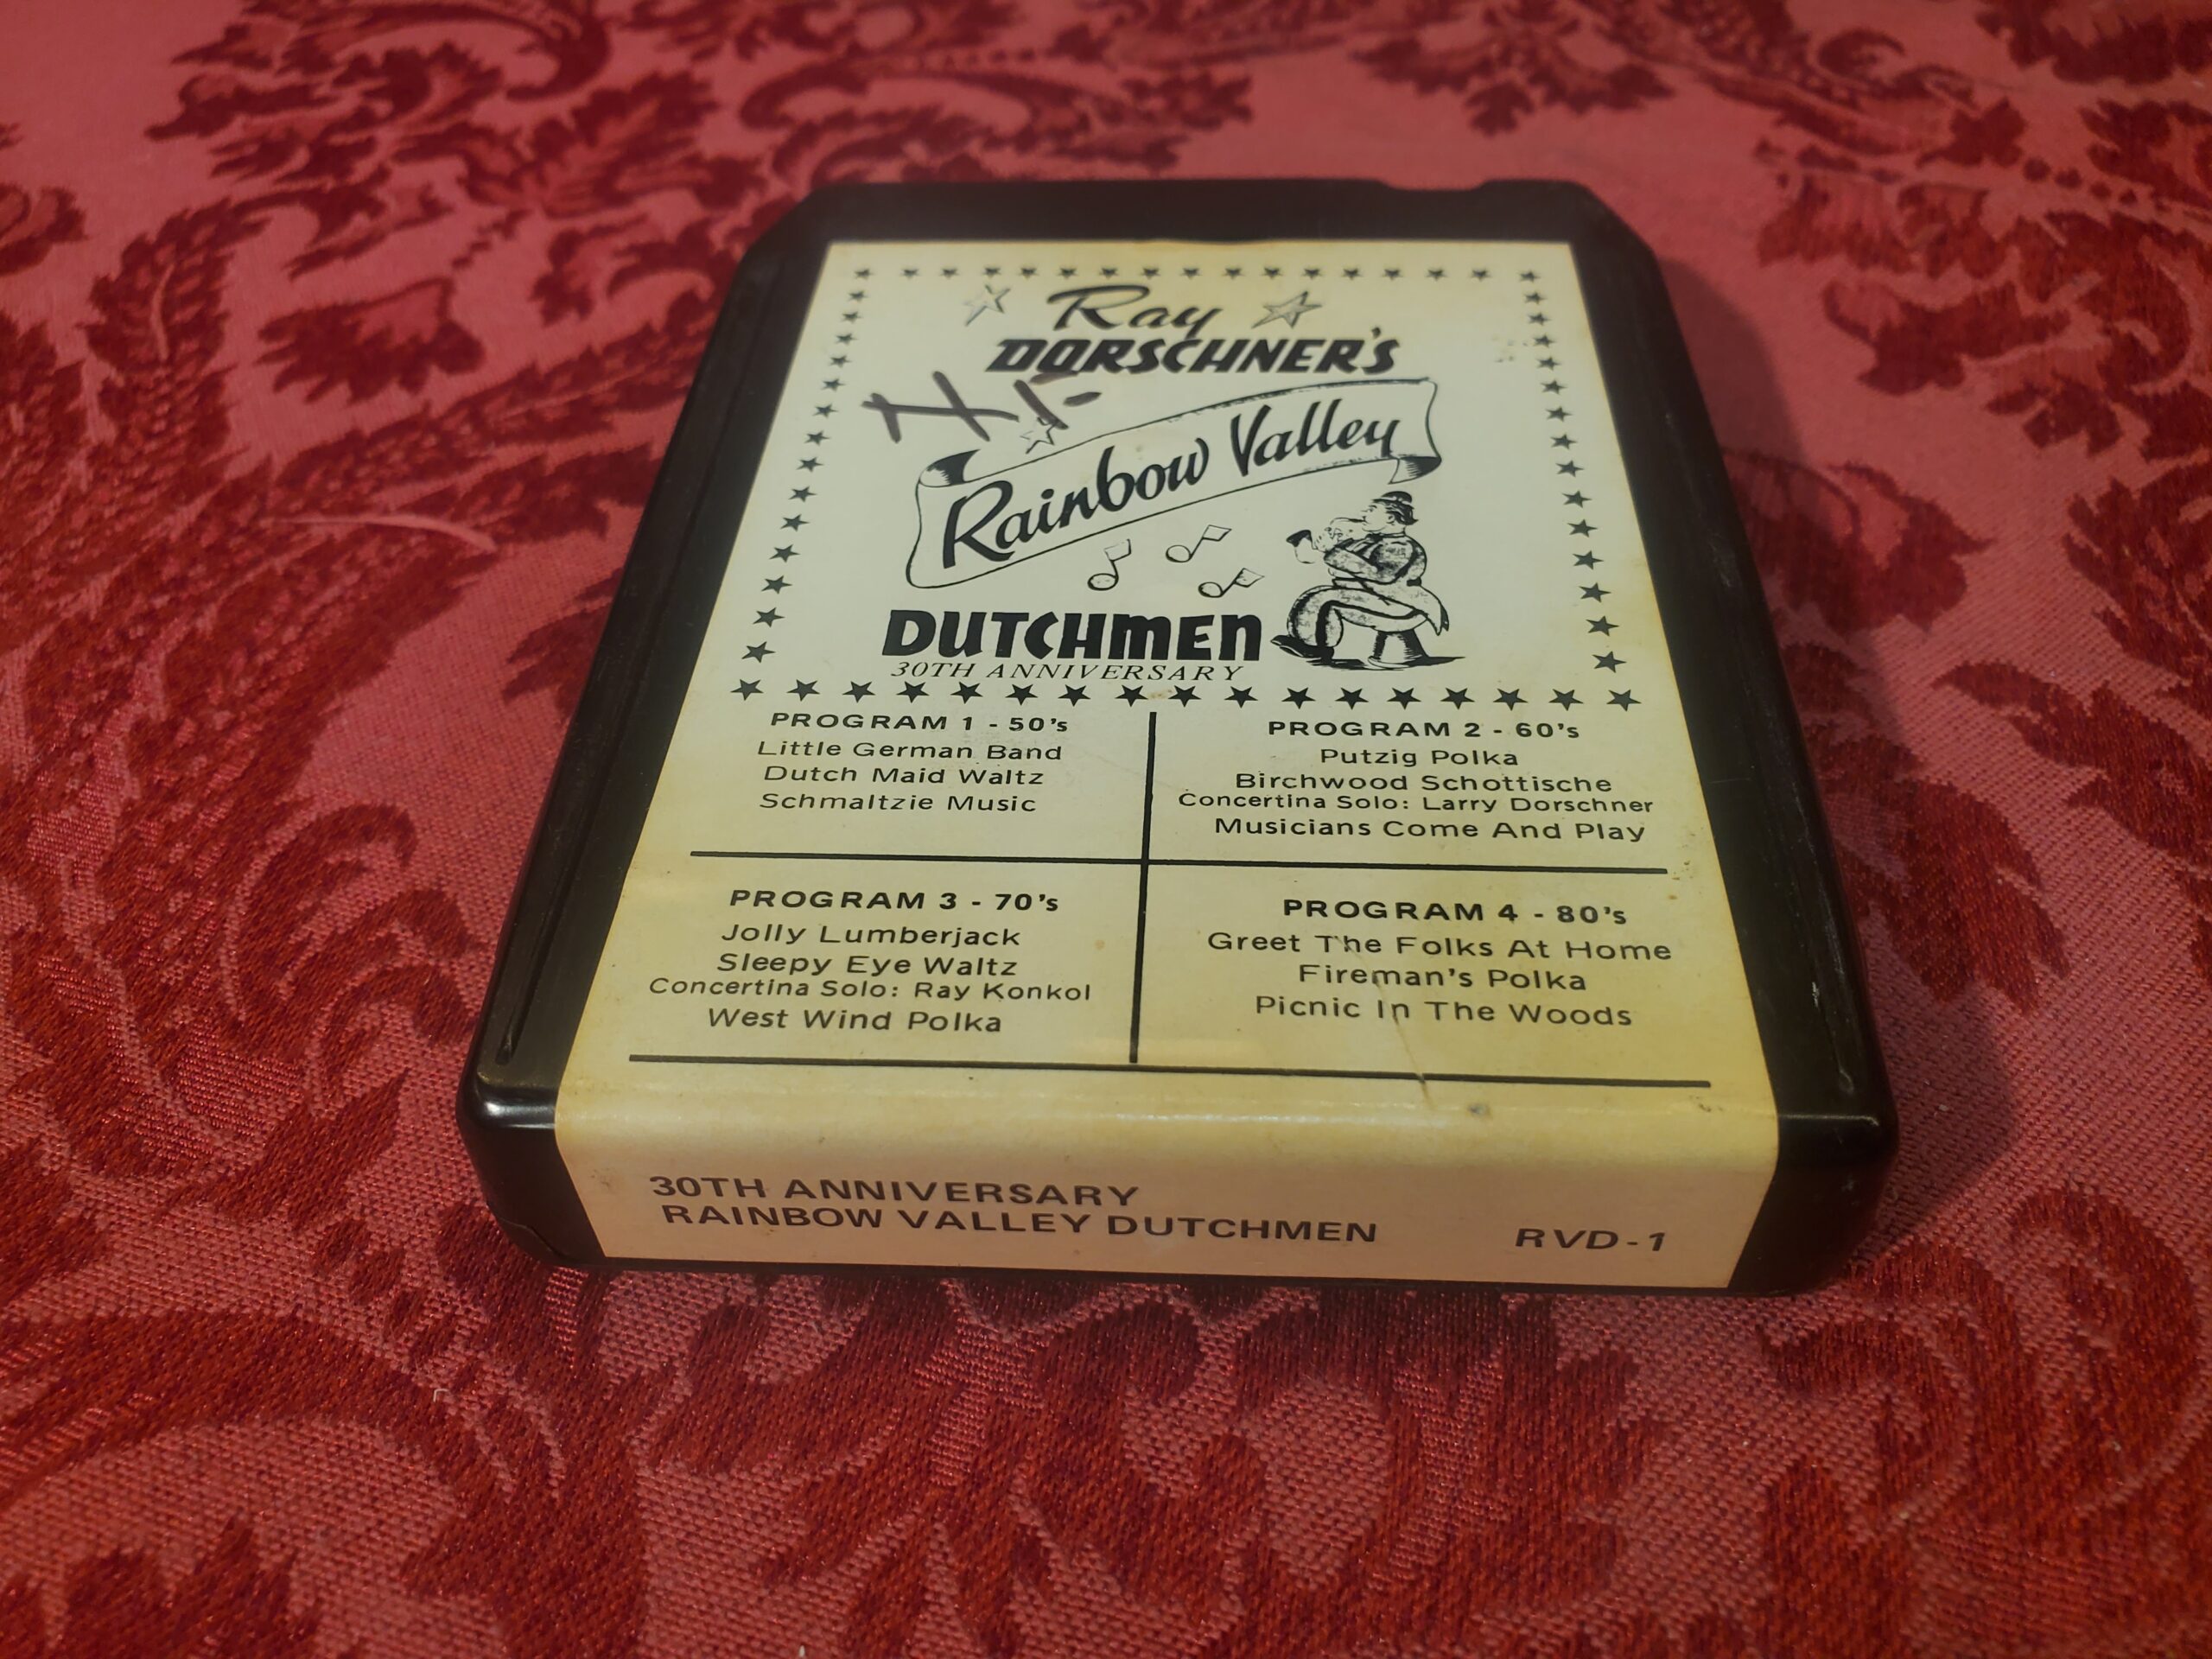 Ray
DORSCHNER'S
Rainbow Valley
DUTCHMEN
30TH ANNIVERSARY
PROGRAM 1 - 50's
Little German Band
Dutch Maid Waltz
Schmaltzie Music
PROGRAM 2 - 60's
Putzig Polka
Birchwood Schottische
Concertina Solo: Larry Dorschner
Musicians Come And Play
PROGRAM 3 - 70's
Jolly Lumberjack
Sleepy Eye Waltz
Concertina Solo: Ray Konkol
West Wind Polka
PROGRAM 4 - 80's
Greet The Folks At Home
Fireman's Polka
Picnic In The Woods
30TH ANNIVERSARY
RAINBOW VALLEY DUTCHMEN RVD-1